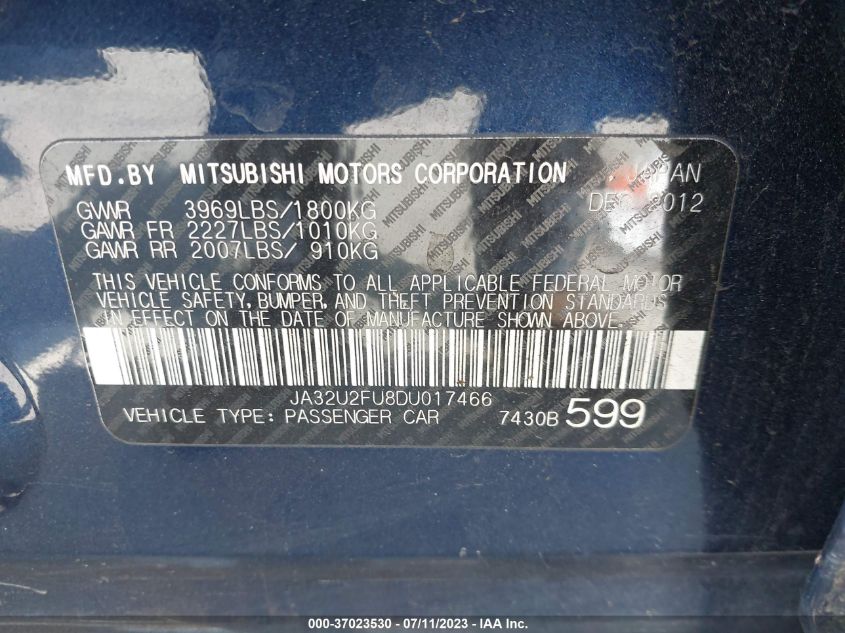 MFD.BY MITSUBISHI MOTORS CORPORATION
GVWR 3969LBS/1800KG
GAWR FR 2227LBS/1010KG
GAWR RR 2007LBS/ 910KG
THIS VEHICLE CONFORMS TO ALL APPLICABLE FEDERAL MOTOR
VEHICLE SAFETY, BUMPER, AND THEFT PREVENTION STANDARDS
IN EFFECT ON THE DATE OF MANUFACTURE SHOWN ABOVE.
JA32U2FU8DU017466
VEHICLE TYPE: PASSENGER CAR 7430B 599
000-37023530 - 07/11/2023 - IAA Inc.